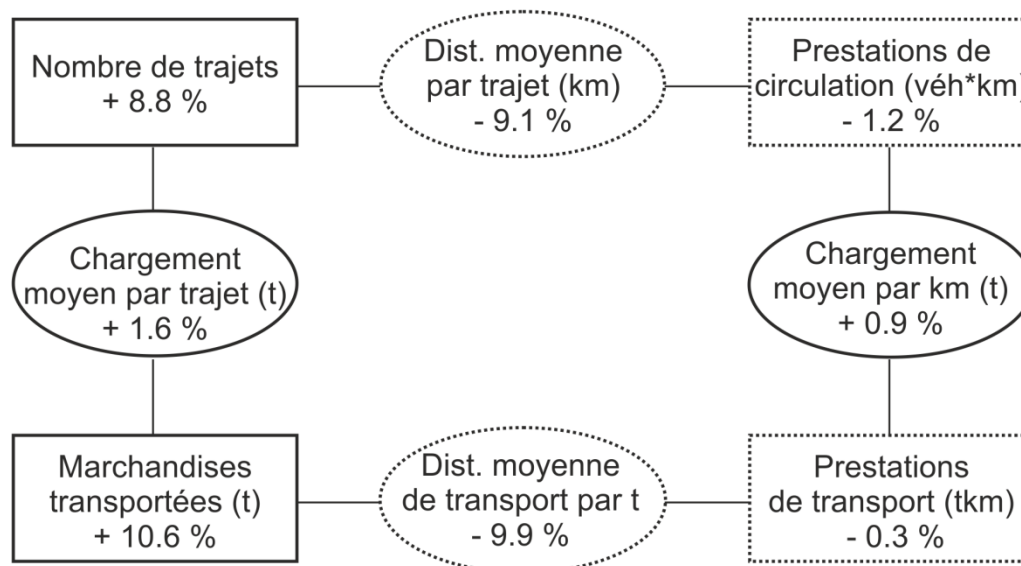 Nombre de trajets
+ 8.8 %
Dist. moyenne
par trajet (km)
- 9.1 %
Prestations de
circulation (véh*km)
- 1.2 %
Chargement
moyen par trajet (t)
+ 1.6 %
Chargement
moyen par km (t)
+ 0.9 %
Marchandises
transportées (t)
+ 10.6 %
Dist. moyenne
de transport par t
- 9.9 %
Prestations
de transport (tkm)
- 0.3 %